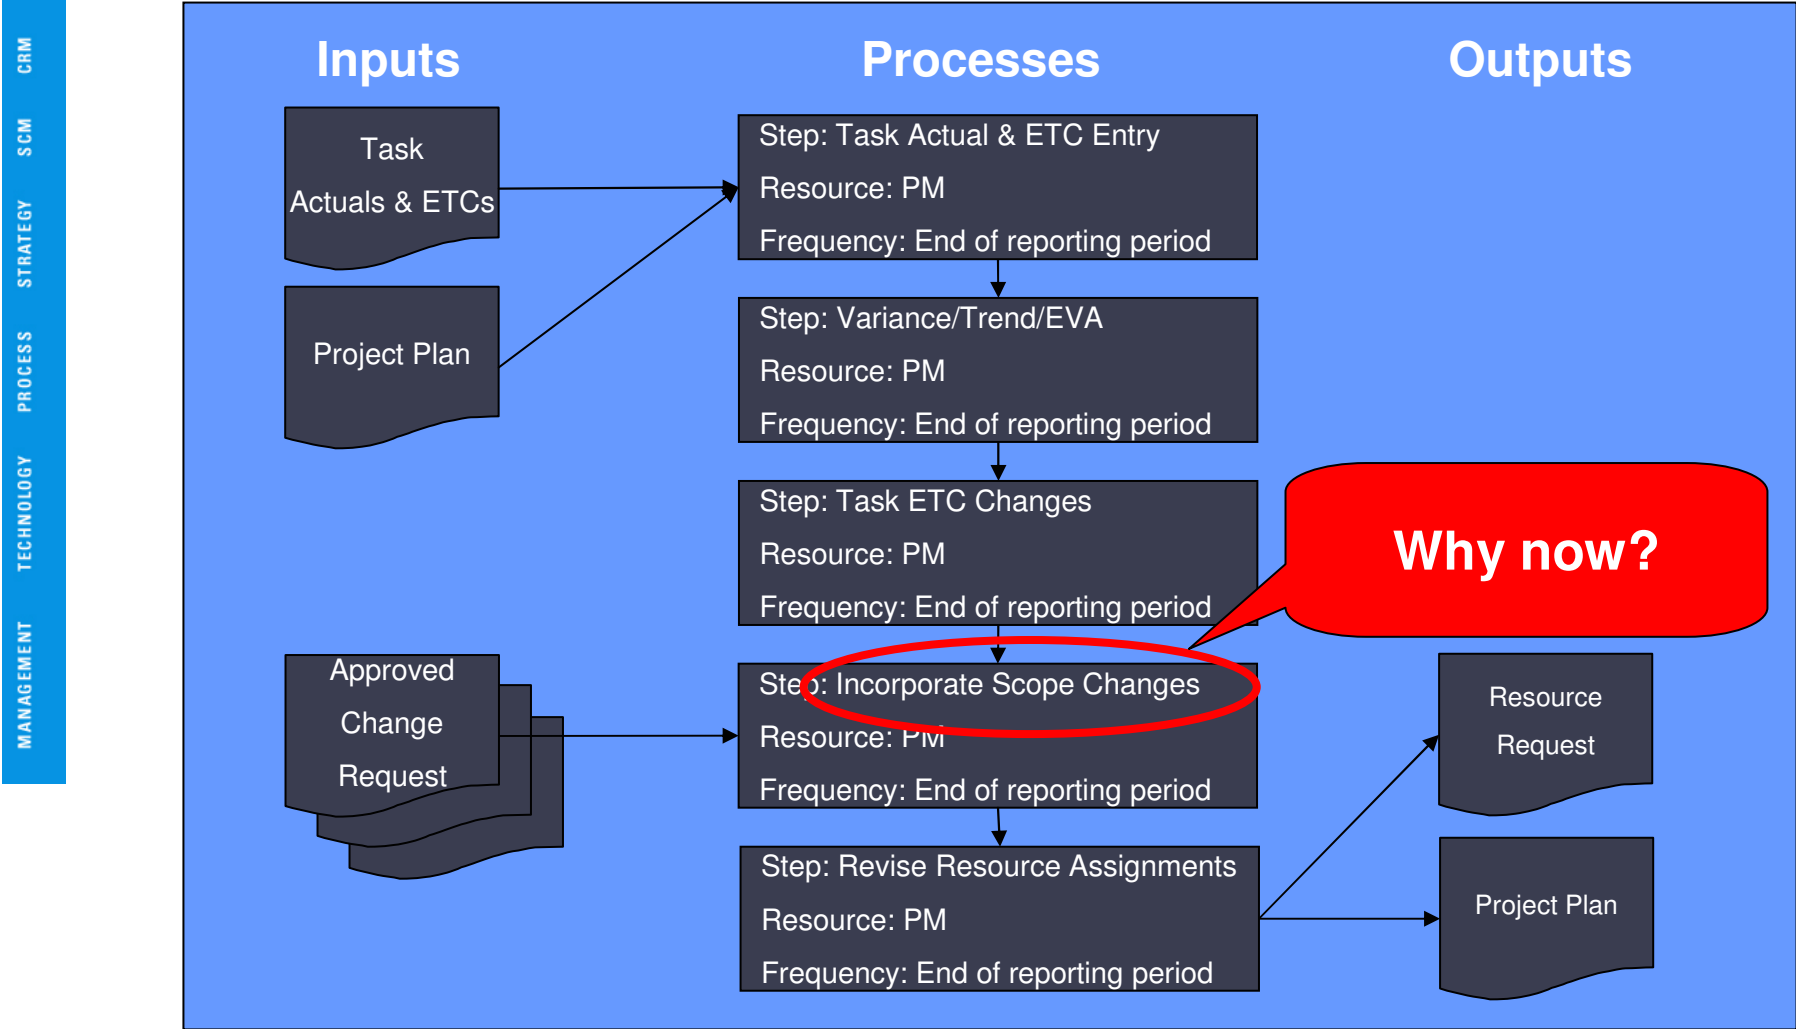 CRM
SCM
STRATEGY
PROCESS
TECHNOLOGY
MANAGEMENT
Inputs
Processes
Outputs
Task
Actuals & ETCs
Project Plan
Approved
Change
Request
Step: Task Actual & ETC Entry
Resource: PM
Frequency: End of reporting period
Step: Variance/Trend/EVA
Resource: PM
Frequency: End of reporting period
Step: Task ETC Changes
Resource: PM
Frequency: End of reporting period
Step: Incorporate Scope Changes
Resource: PM
Frequency: End of reporting period
Step: Revise Resource Assignments
Resource: PM
Frequency: End of reporting period
Why now?
Resource
Request
Project Plan